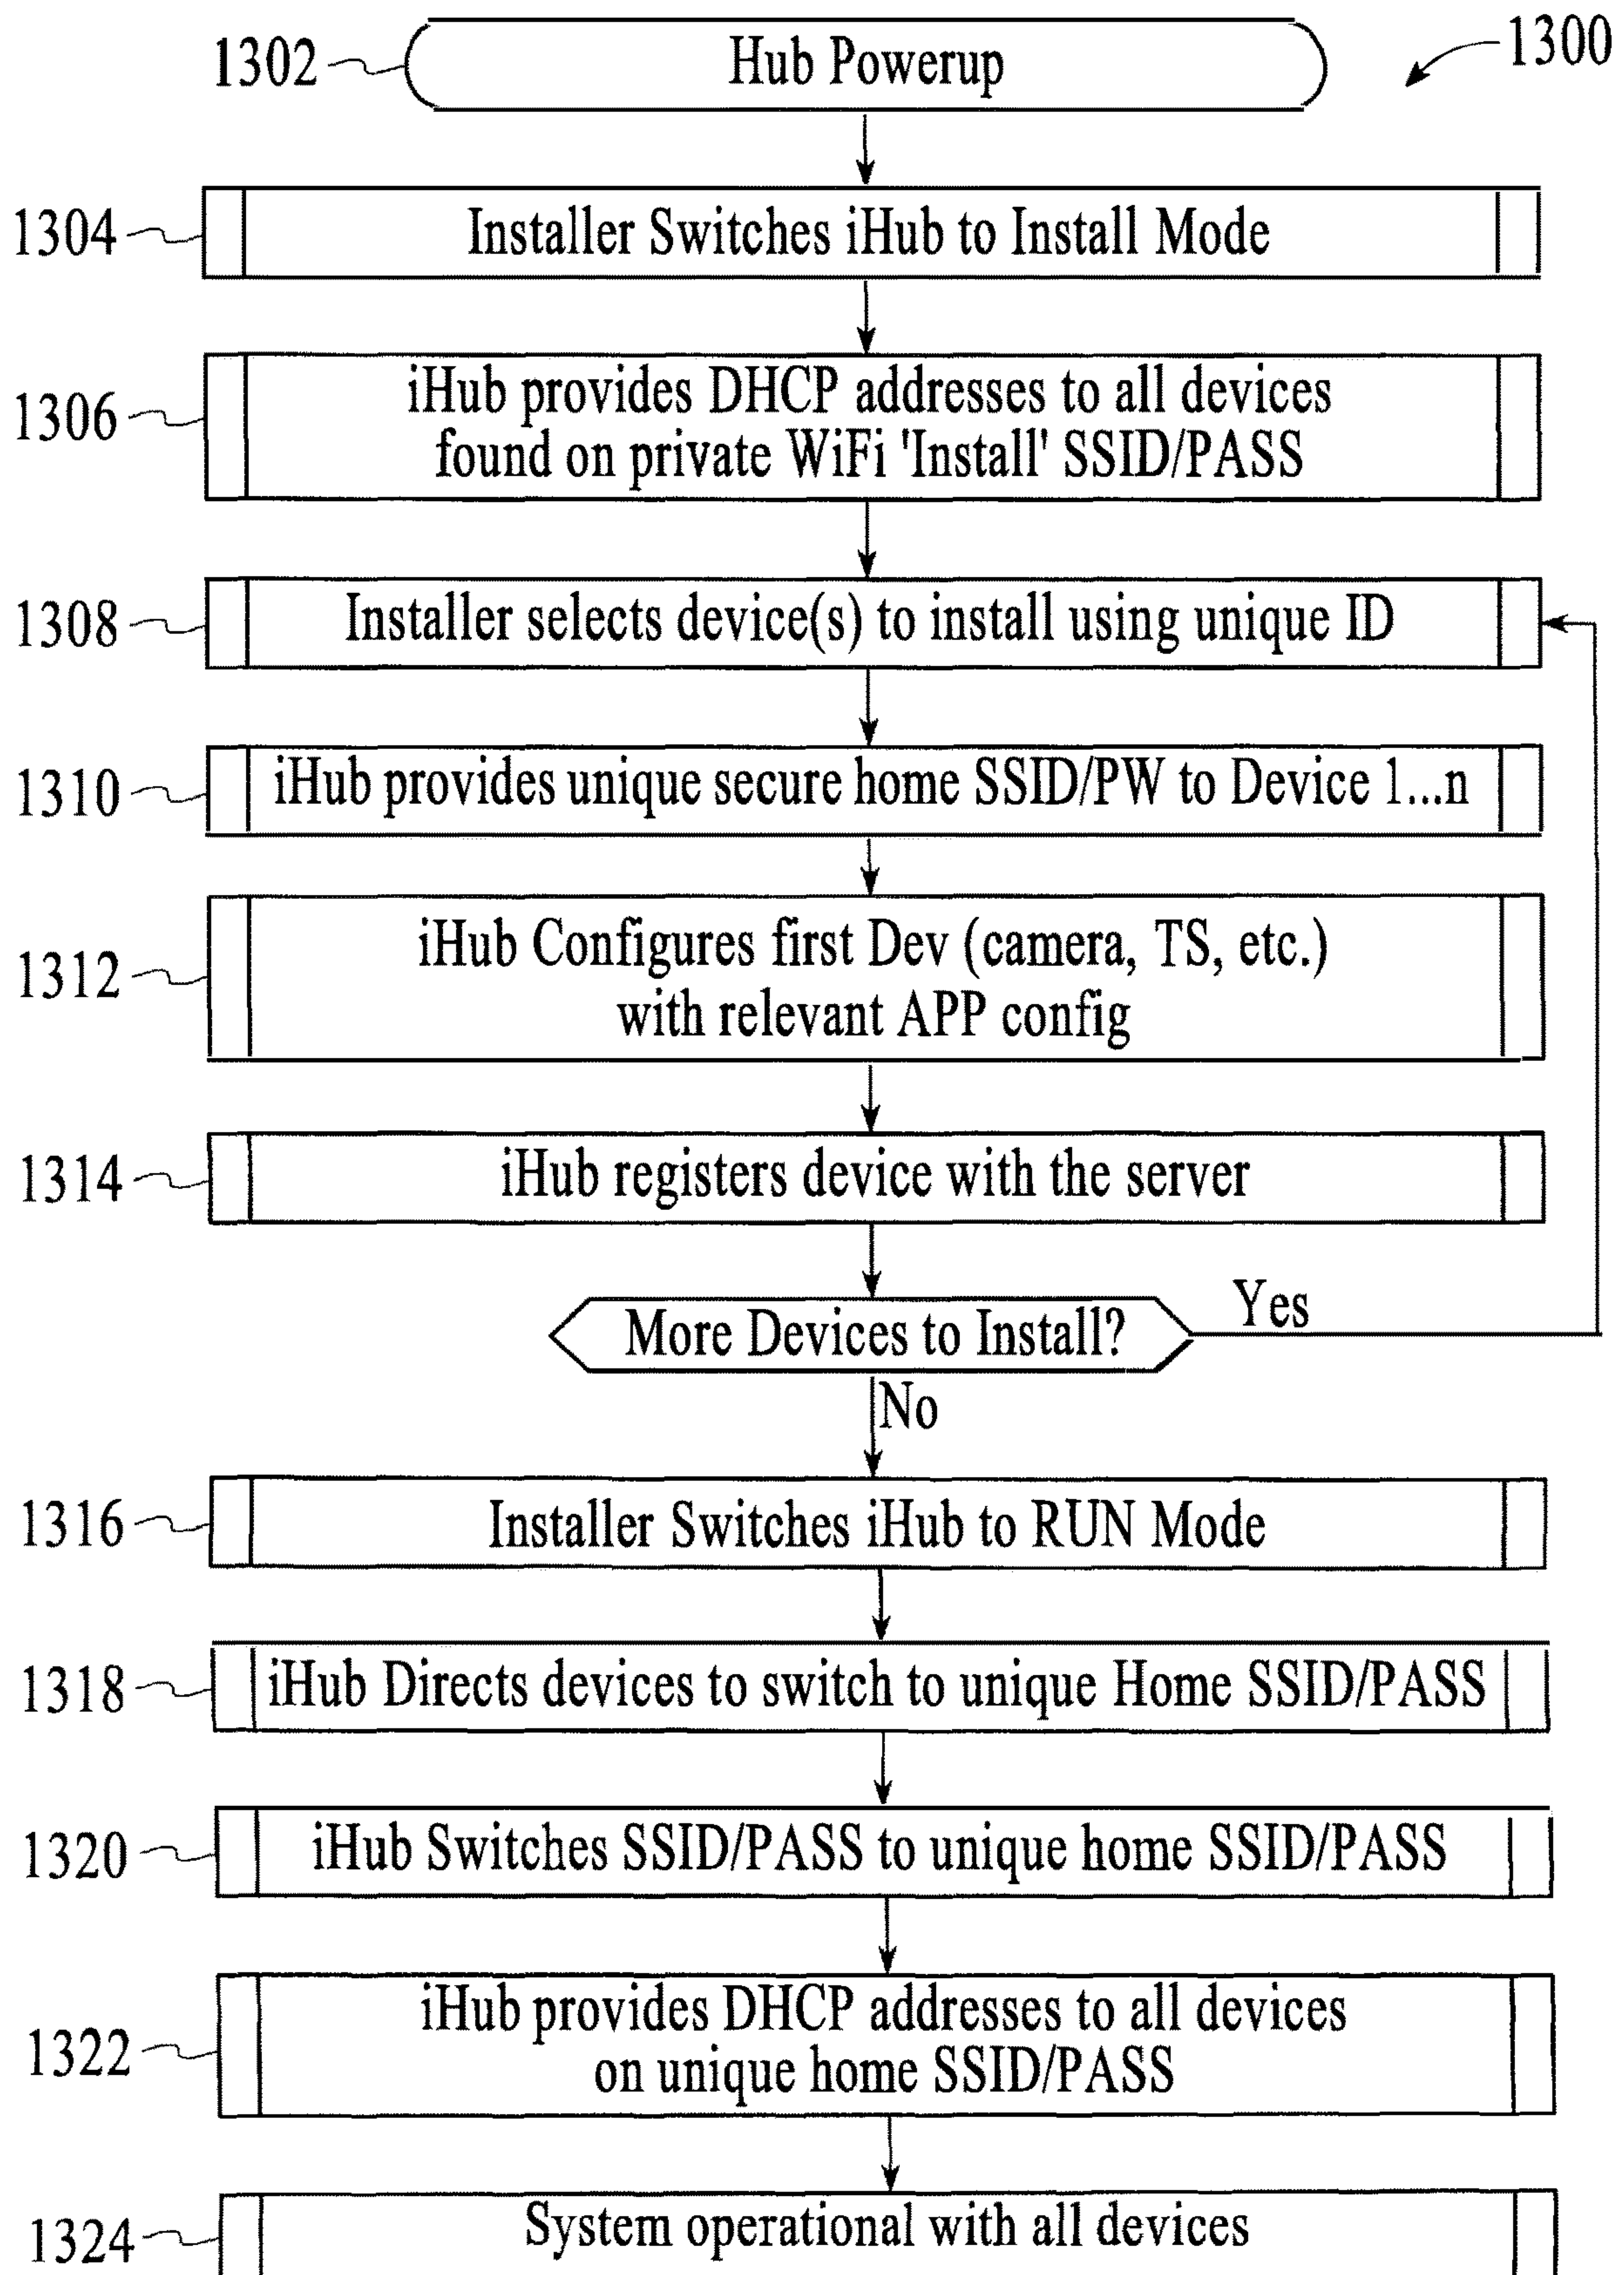 1300
1302
Hub Powerup
1304
Installer Switches iHub to Install Mode
1306
iHub provides DHCP addresses to all devices
found on private WiFi 'Install' SSID/PASS
1308
Installer selects device(s) to install using unique ID
1310
iHub provides unique secure home SSID/PW to Device 1...n
1312
iHub Configures first Dev (camera, TS, etc.)
with relevant APP config
1314
iHub registers device with the server
More Devices to Install?
Yes
No
1316
Installer Switches iHub to RUN Mode
1318
iHub Directs devices to switch to unique Home SSID/PASS
1320
iHub Switches SSID/PASS to unique home SSID/PASS
1322
iHub provides DHCP addresses to all devices
on unique home SSID/PASS
1324
System operational with all devices